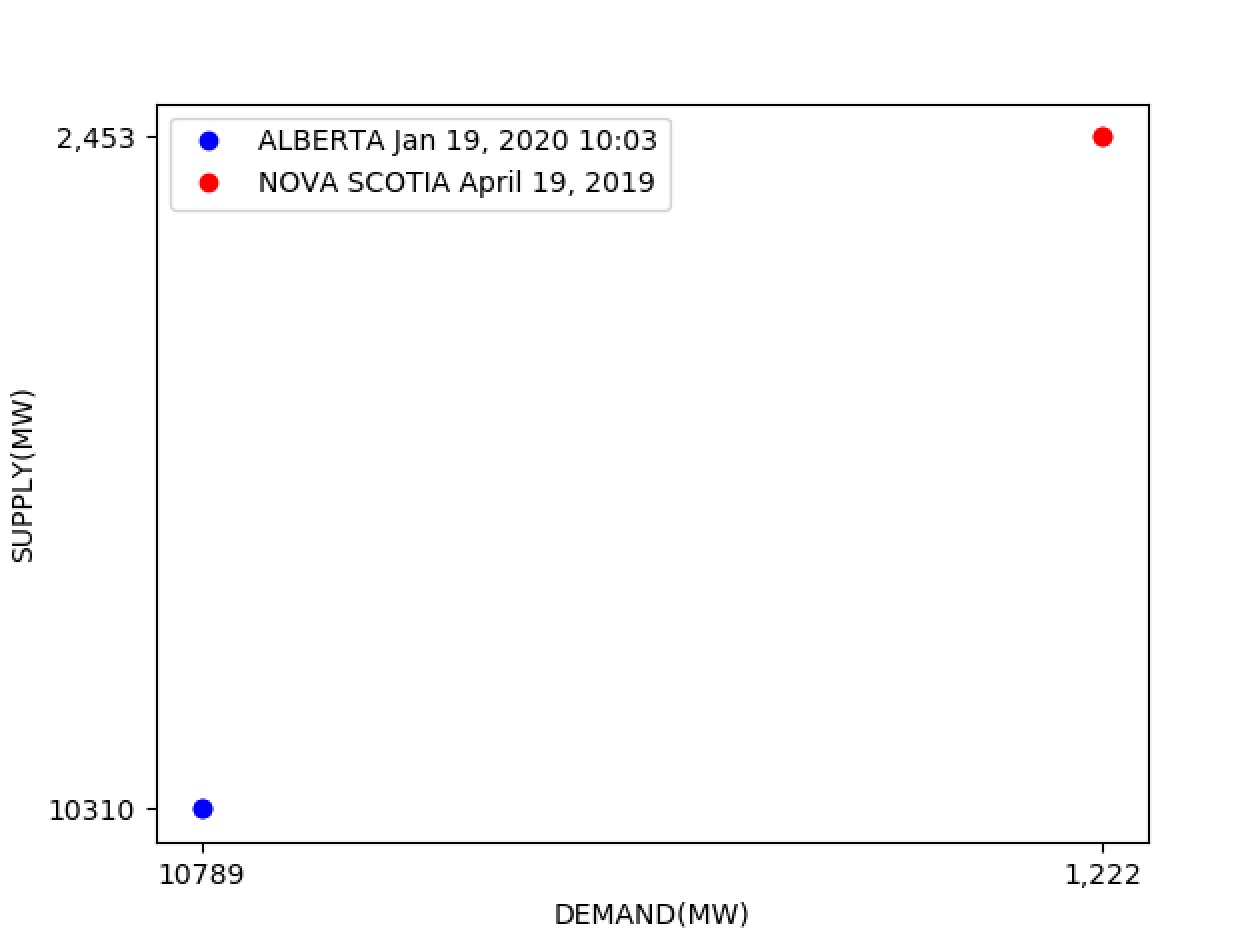 2,453
ALBERTA Jan 19, 2020 10:03
NOVA SCOTIA April 19, 2019
SUPPLY(MW)
10310
10789
1,222
DEMAND(MW)